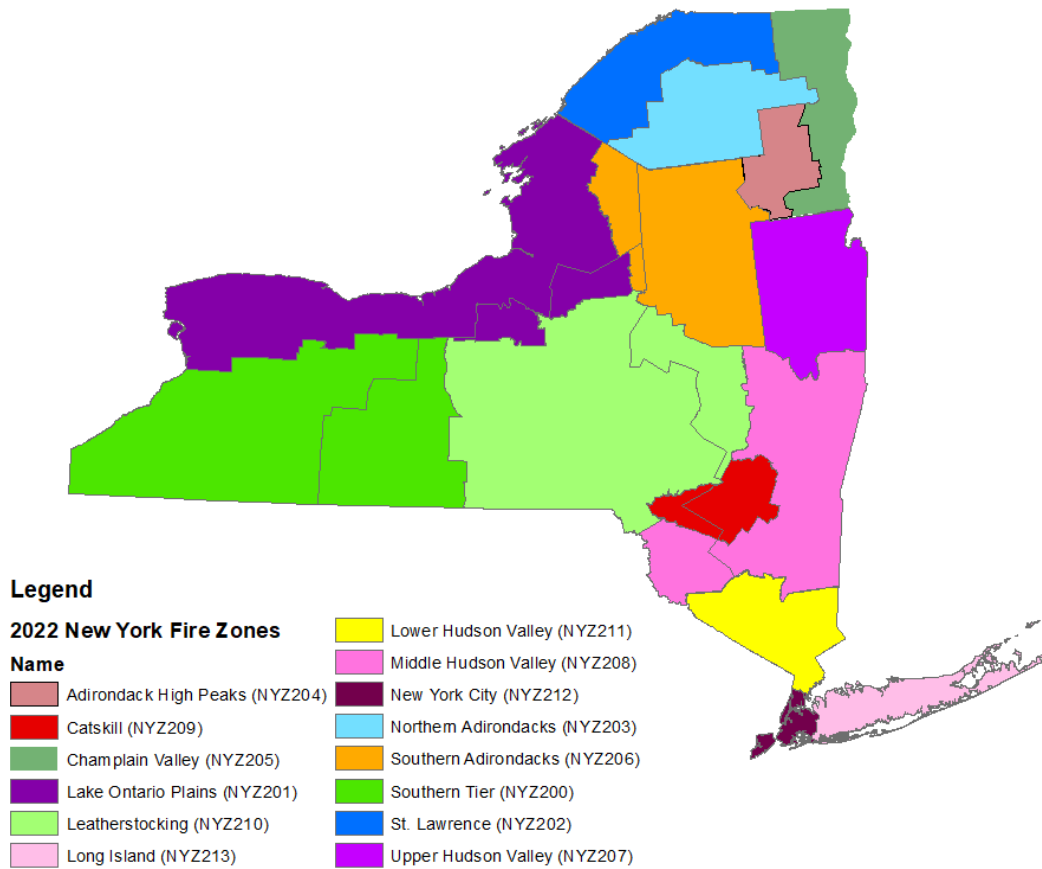 Legend
2022 New York Fire Zones
Name
Adirondack High Peaks (NYZ204)
Catskill (NYZ209)
Champlain Valley (NYZ205)
Lake Ontario Plains (NYZ201)
Leatherstocking (NYZ210)
Long Island (NYZ213)
Lower Hudson Valley (NYZ211)
Middle Hudson Valley (NYZ208)
New York City (NYZ212)
Northern Adirondacks (NYZ203)
Southern Adirondacks (NYZ206)
Southern Tier (NYZ200)
St. Lawrence (NYZ202)
Upper Hudson Valley (NYZ207)